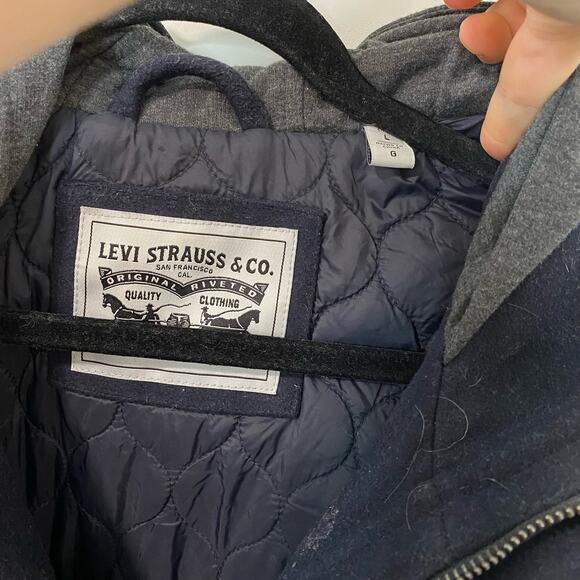 LEVI STRAUSS & CO.
SAN FRANCISCO
CAL.
ORIGINAL RIVETED
QUALITY CLOTHING
L
G